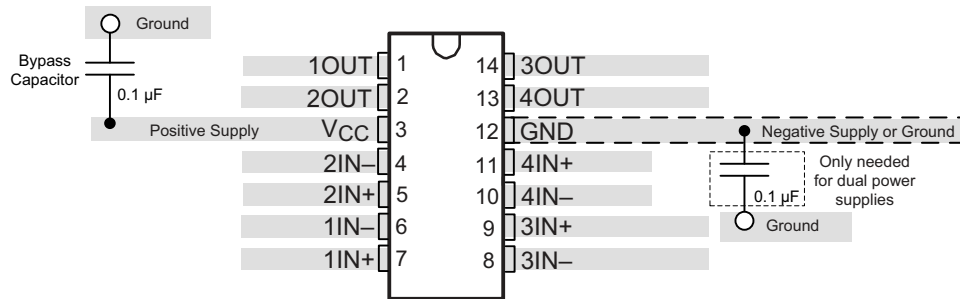 Ground
Bypass
Capacitor
0.1 µF
Positive Supply
1OUT 1
2OUT 2
VCC 3
2IN– 4
2IN+ 5
1IN– 6
1IN+ 7
14 3OUT
13 4OUT
12 GND
11 4IN+
10 4IN–
9 3IN+
8 3IN–
Negative Supply or Ground
Only needed
for dual power
supplies
0.1 µF
Ground